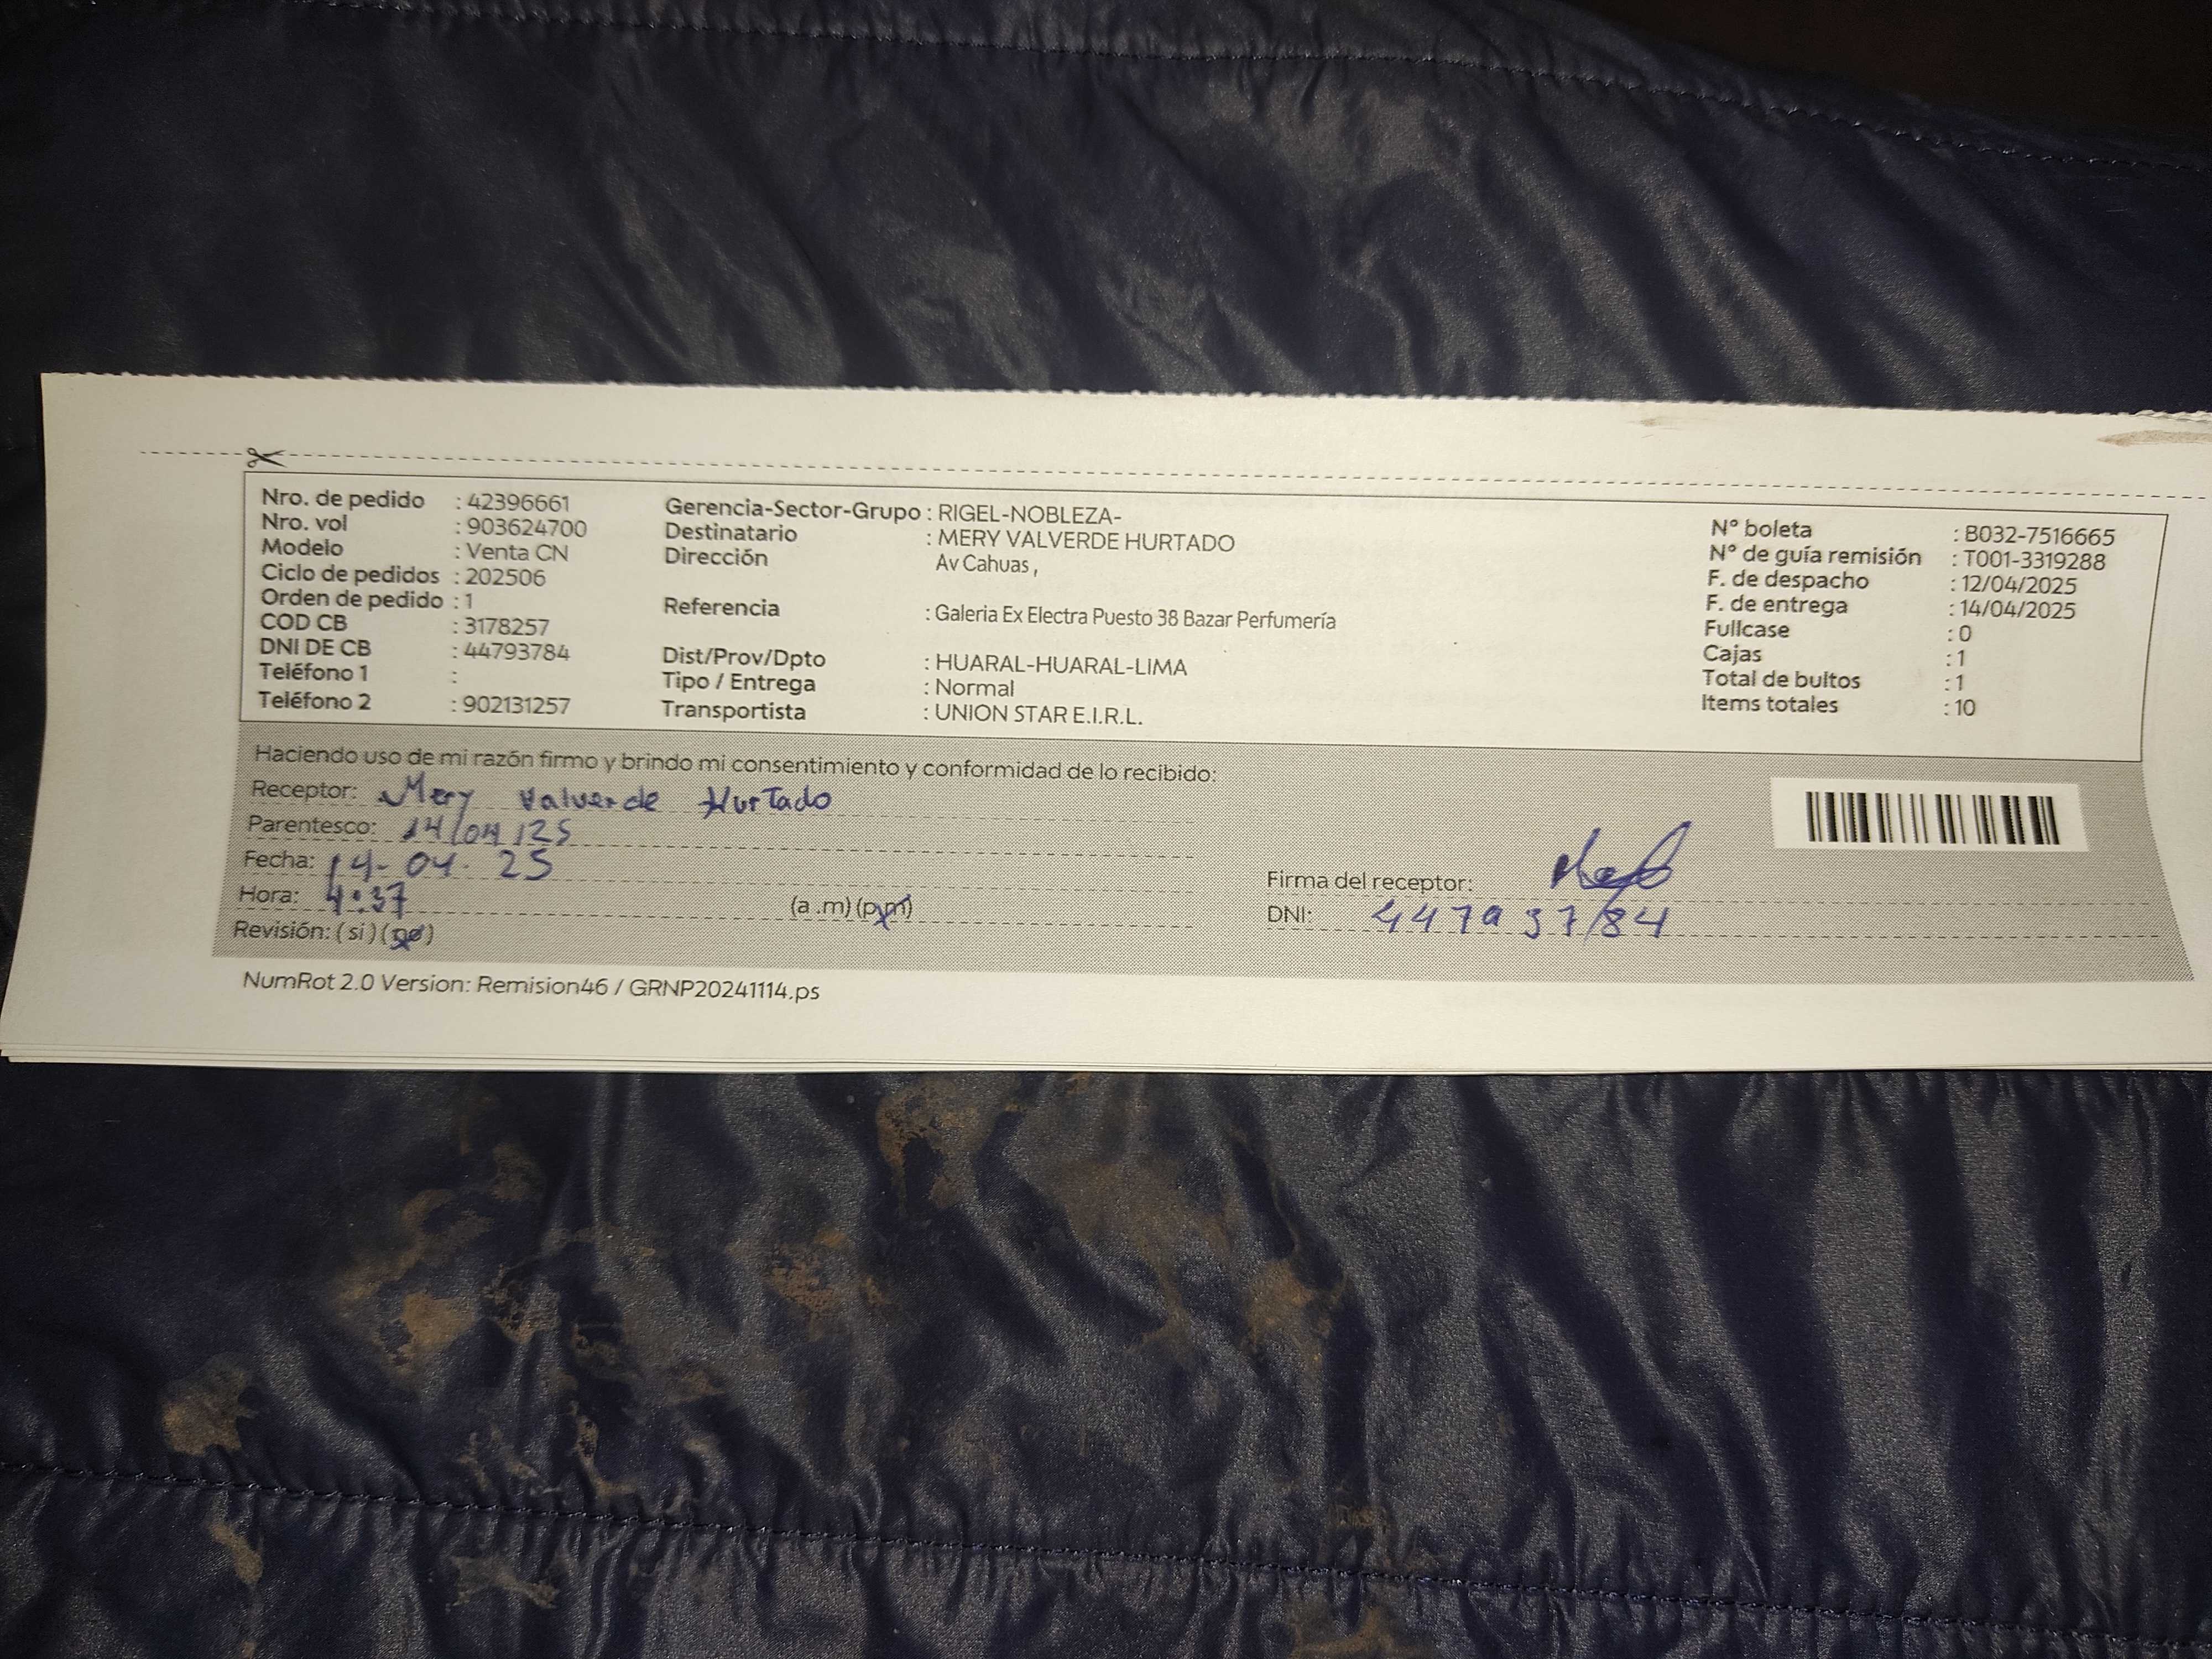 Nro. de pedido : 42396661
Nro. vol : 903624700
Modelo : Venta CN
Ciclo de pedidos : 202506
Orden de pedido : 1
COD CB : 3178257
DNI DE CB : 44793784
Teléfono 1 :
Teléfono 2 : 902131257
Gerencia-Sector-Grupo : RIGEL-NOBLEZA-
Destinatario : MERY VALVERDE HURTADO
Dirección Av Cahuas ,
Referencia : Galeria Ex Electra Puesto 38 Bazar Perfumería
Dist/Prov/Dpto : HUARAL-HUARAL-LIMA
Tipo / Entrega : Normal
Transportista : UNION STAR E.I.R.L.
N° boleta : B032-7516665
N° de guía remisión : T001-3319288
F. de despacho : 12/04/2025
F. de entrega : 14/04/2025
Fullcase : 0
Cajas : 1
Total de bultos : 1
Items totales : 10
Haciendo uso de mi razón firmo y brindo mi consentimiento y conformidad de lo recibido:
Receptor: Mery Valverde Hurtado
Parentesco: 14/04/25
Fecha: 14-04-25
Hora: 4:37 (a .m) (p.m)
Revisión: ( si ) ( no )
Firma del receptor:
DNI: 44793784
NumRot 2.0 Version: Remision46 / GRNP20241114.ps